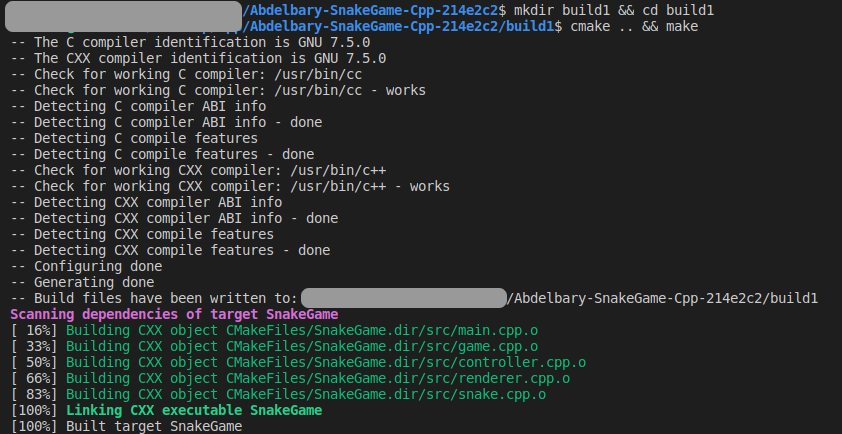 /Abdelbary-SnakeGame-Cpp-214e2c2$ mkdir build1 && cd build1
/Abdelbary-SnakeGame-Cpp-214e2c2/build1$ cmake .. && make
-- The C compiler identification is GNU 7.5.0
-- The CXX compiler identification is GNU 7.5.0
-- Check for working C compiler: /usr/bin/cc
-- Check for working C compiler: /usr/bin/cc - works
-- Detecting C compiler ABI info
-- Detecting C compiler ABI info - done
-- Detecting C compile features
-- Detecting C compile features - done
-- Check for working CXX compiler: /usr/bin/c++
-- Check for working CXX compiler: /usr/bin/c++ - works
-- Detecting CXX compiler ABI info
-- Detecting CXX compiler ABI info - done
-- Detecting CXX compile features
-- Detecting CXX compile features - done
-- Configuring done
-- Generating done
-- Build files have been written to: /Abdelbary-SnakeGame-Cpp-214e2c2/build1
Scanning dependencies of target SnakeGame
[ 16%] Building CXX object CMakeFiles/SnakeGame.dir/src/main.cpp.o
[ 33%] Building CXX object CMakeFiles/SnakeGame.dir/src/game.cpp.o
[ 50%] Building CXX object CMakeFiles/SnakeGame.dir/src/controller.cpp.o
[ 66%] Building CXX object CMakeFiles/SnakeGame.dir/src/renderer.cpp.o
[ 83%] Building CXX object CMakeFiles/SnakeGame.dir/src/snake.cpp.o
[100%] Linking CXX executable SnakeGame
[100%] Built target SnakeGame